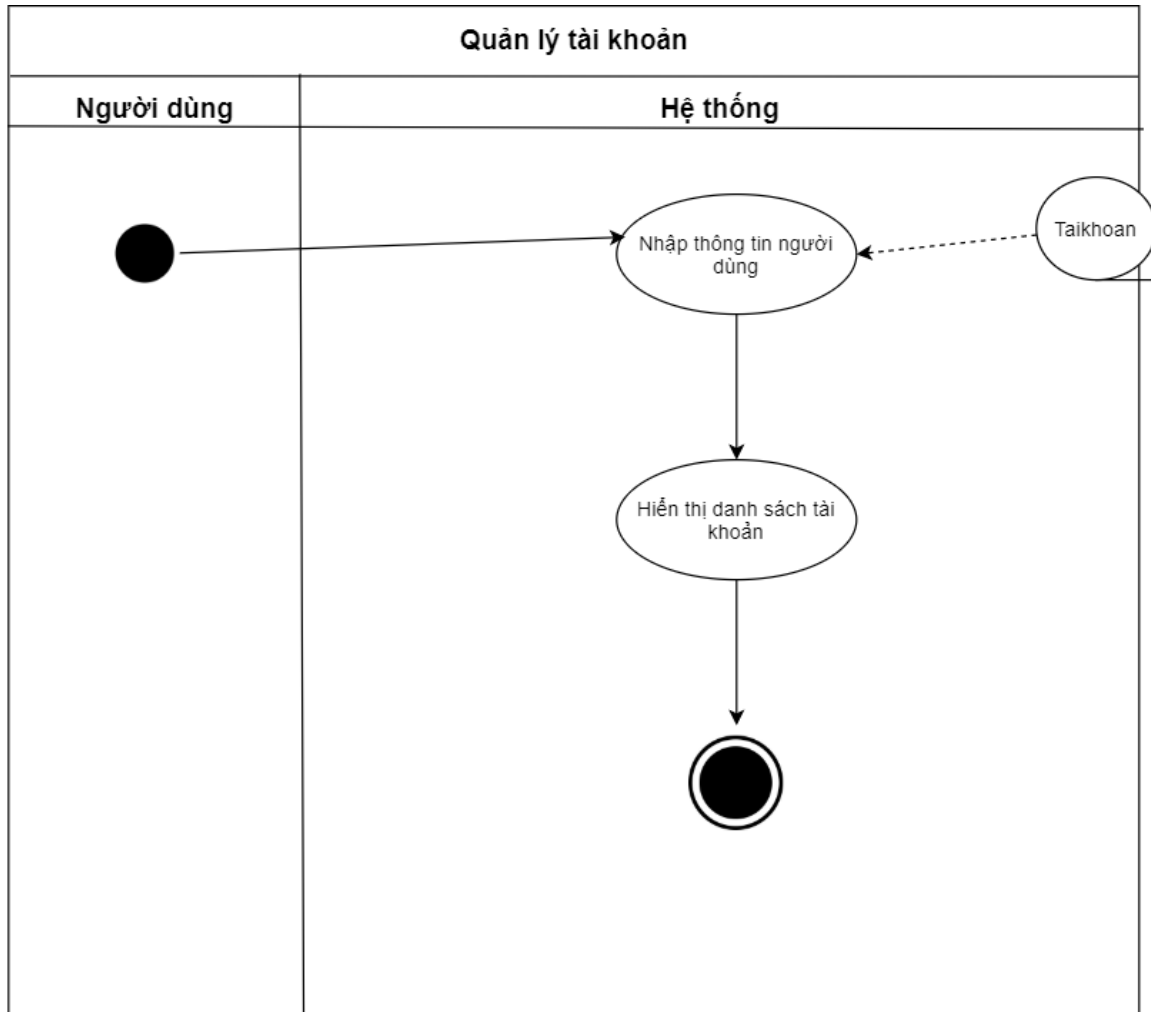 Quản lý tài khoản
Người dùng
Hệ thống
Nhập thông tin người
dùng
Taikhoan
Hiển thị danh sách tài
khoản